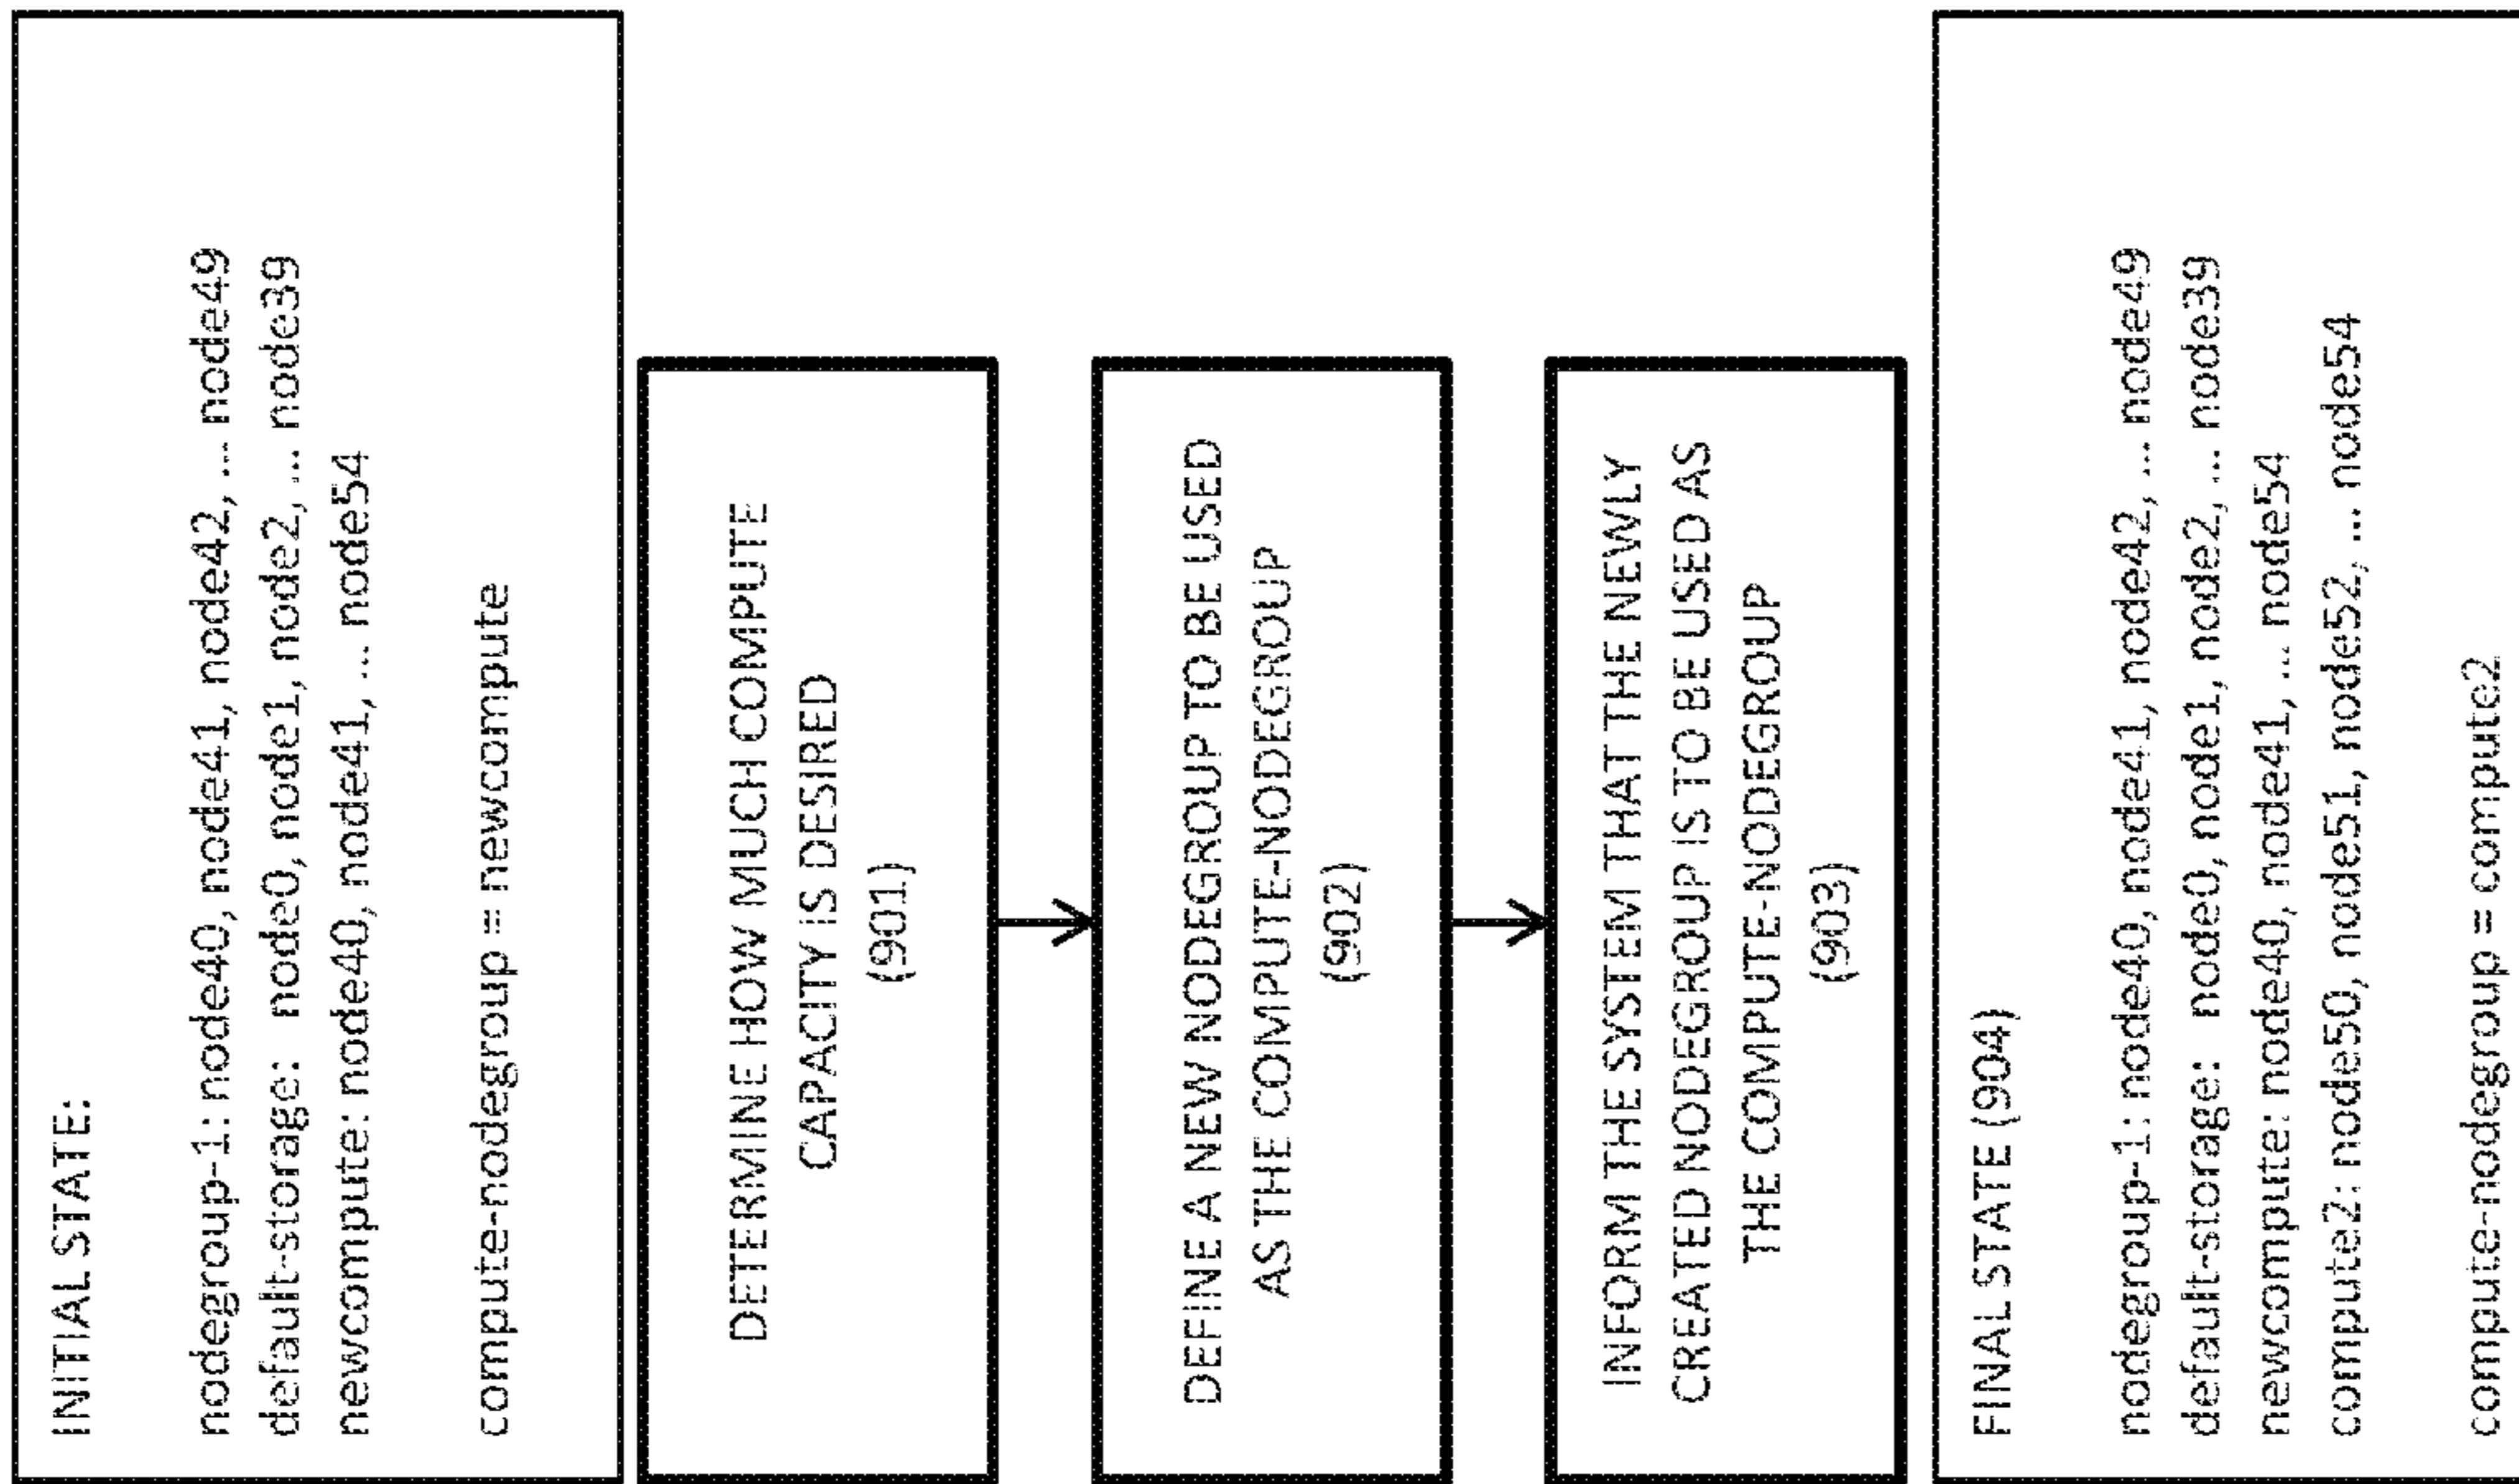 INITIAL STATE:
nodegroup-1: node40, node41, node42, ... node49
default-storage: node0, node1, node2, ... node39
newcompute: node40, node41, ... node54
compute-nodegroup = newcompute
DETERMINE HOW MUCH COMPUTE
CAPACITY IS DESIRED
(901)
DEFINE A NEW NODEGROUP TO BE USED
AS THE COMPUTE-NODEGROUP
(902)
INFORM THE SYSTEM THAT THE NEWLY
CREATED NODEGROUP IS TO BE USED AS
THE COMPUTE-NODEGROUP
(903)
FINAL STATE (904)
nodegroup-1: node40, node41, node42, ... node49
default-storage: node0, node1, node2, ... node39
newcompute: node40, node41, ... node54
compute2: node50, node51, node52, ... node54
compute-nodegroup = compute2